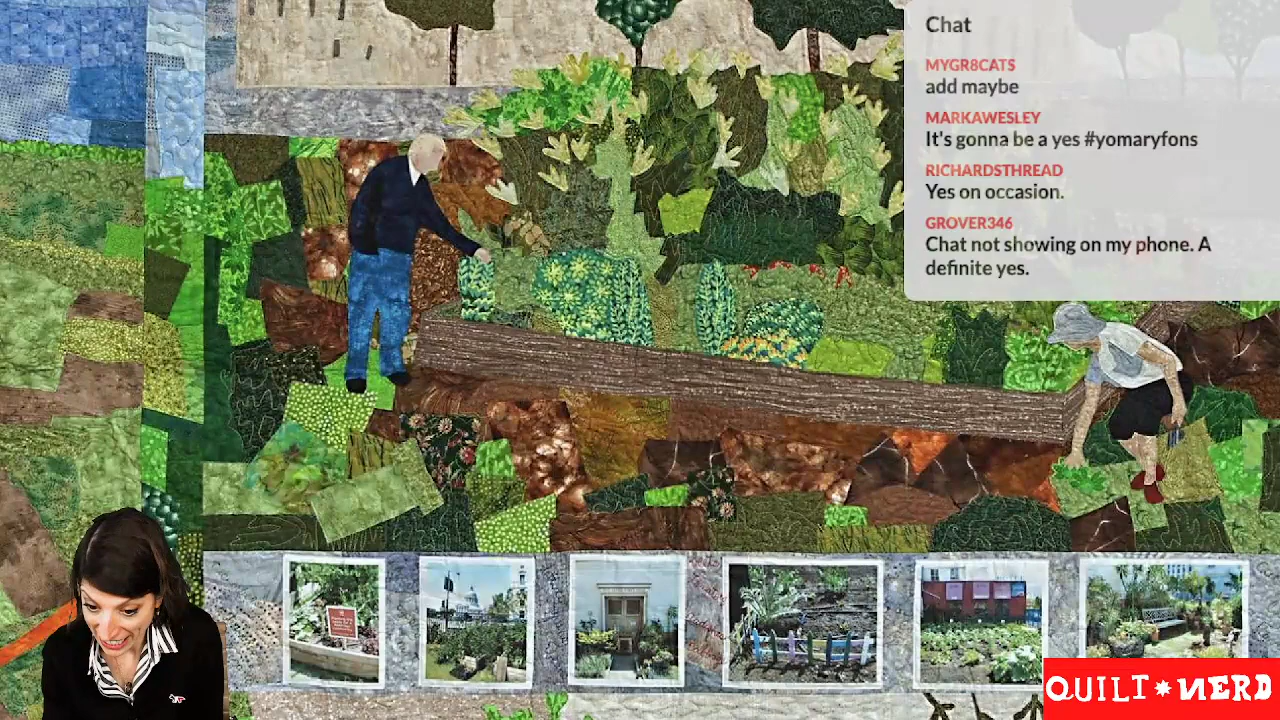 Chat
MYGR8CATS
add maybe
MARKAWESLEY
It's gonna be a yes #yomaryfons
RICHARDSTHREAD
Yes on occasion.
GROVER346
Chat not showing on my phone. A
definite yes.
QUILT*NERD